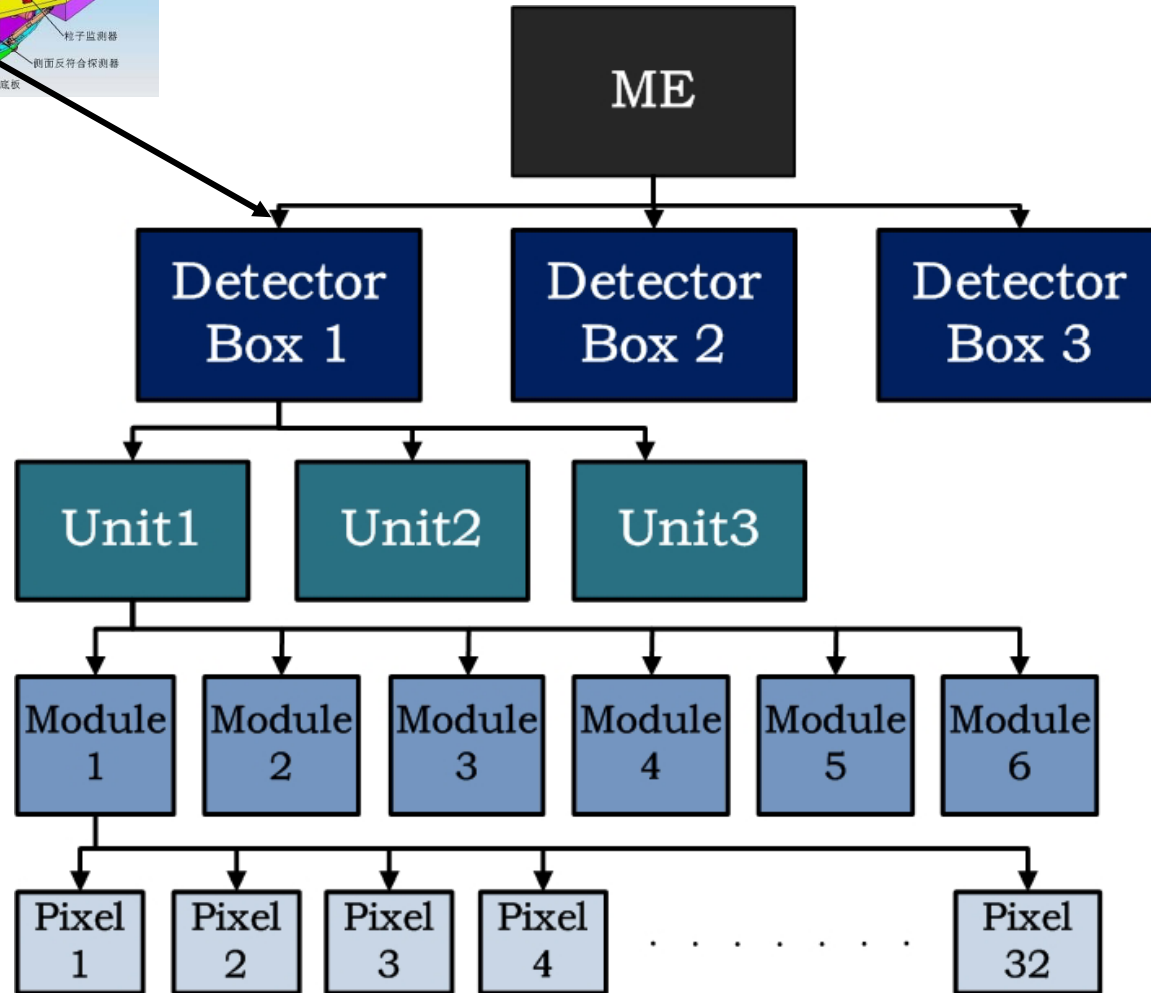 粒子监测器
侧面反符合探测器
底板
ME
Detector
Box 1
Detector
Box 2
Detector
Box 3
Unit1
Unit2
Unit3
Module
1
Module
2
Module
3
Module
4
Module
5
Module
6
Pixel
1
Pixel
2
Pixel
3
Pixel
4
. . . . . . .
Pixel
32